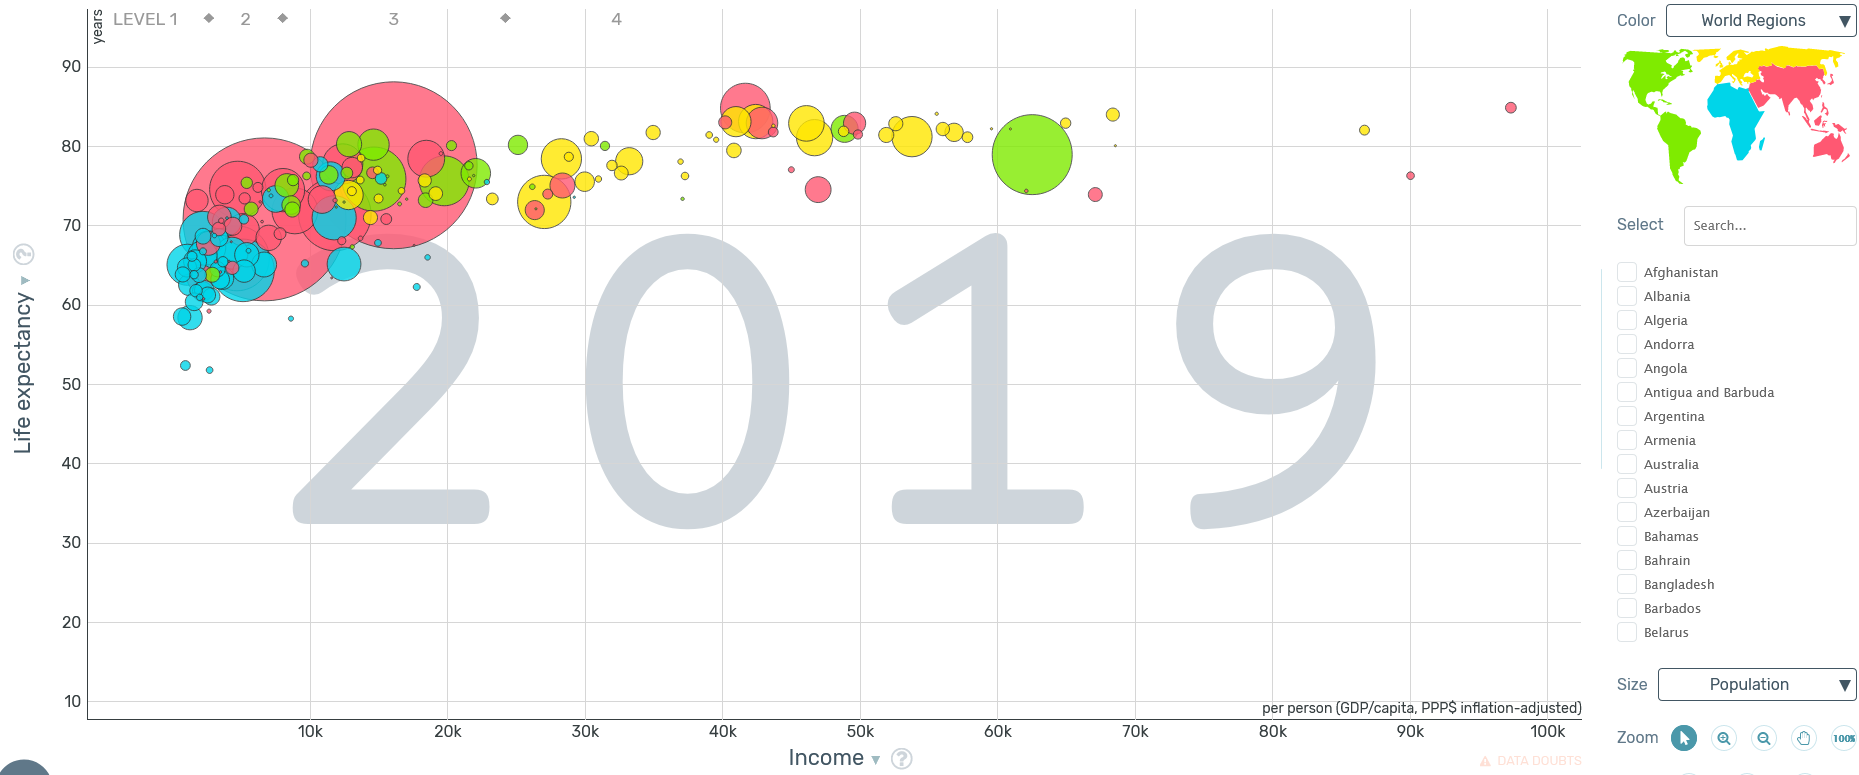 LEVEL 1 2 3 4
years
90
80
70
60
50
40
30
20
10
Life expectancy ▼ ?
2019
per person (GDP/capita, PPP$ inflation-adjusted)
10k 20k 30k 40k 50k 60k 70k 80k 90k 100k
Income ▼ ?
DATA DOUBTS
Color World Regions ▼
Select Search...
Afghanistan
Albania
Algeria
Andorra
Angola
Antigua and Barbuda
Argentina
Armenia
Australia
Austria
Azerbaijan
Bahamas
Bahrain
Bangladesh
Barbados
Belarus
Size Population ▼
Zoom 100%